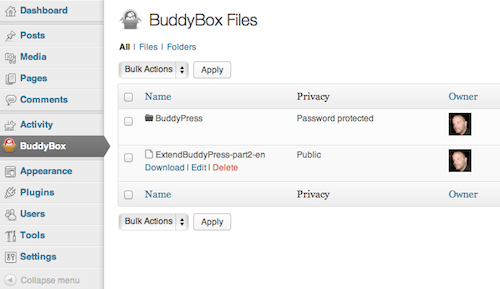 Dashboard
Posts
Media
Pages
Comments
Activity
BuddyBox
Appearance
Plugins
Users
Tools
Settings
Collapse menu
BuddyBox Files
All | Files | Folders
Bulk Actions Apply
Name Privacy Owner
BuddyPress Password protected
ExtendBuddyPress-part2-en Public
Download | Edit | Delete
Name Privacy Owner
Bulk Actions Apply